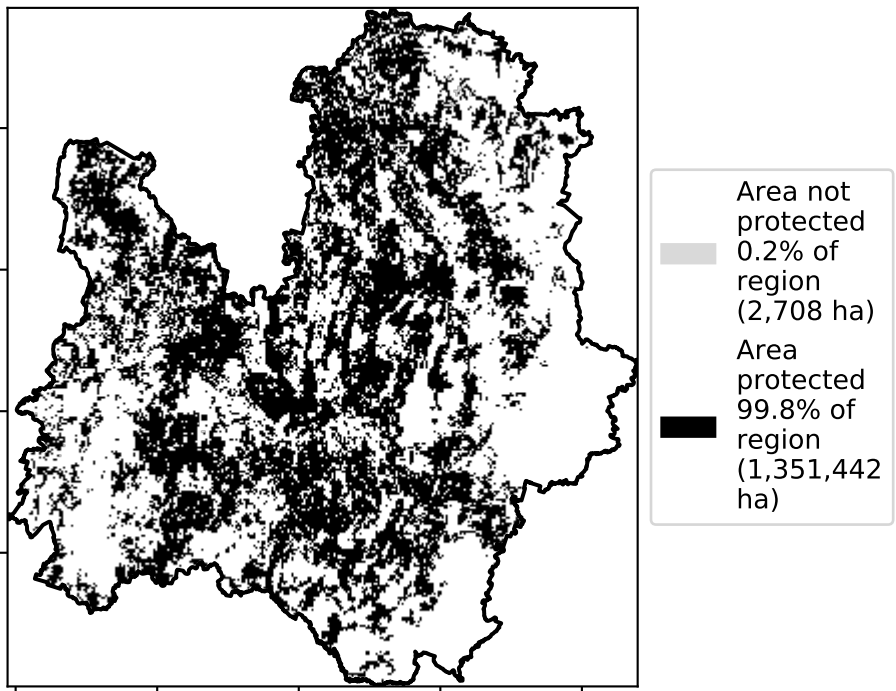 Area not
protected
0.2% of
region
(2,708 ha)
Area
protected
99.8% of
region
(1,351,442
ha)